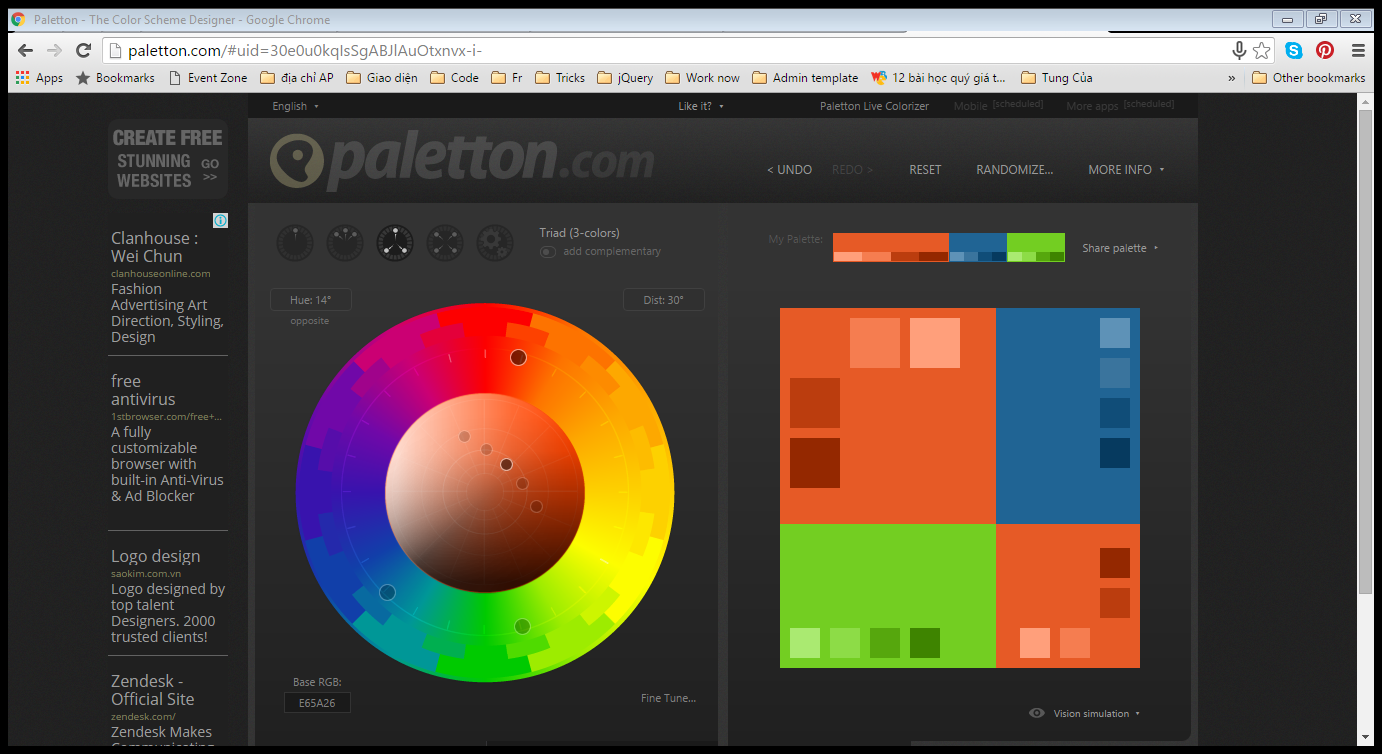 Paletton - The Color Scheme Designer - Google Chrome
paletton.com/#uid=30e0u0kqIsSgABJlAuOtxnvx-i-
Apps Bookmarks Event Zone địa chỉ AP Giao diện Code Fr Tricks jQuery Work now Admin template 12 bài học quý giá t... Tung Của » Other bookmarks
English Like it? Paletton Live Colorizer Mobile [scheduled] More apps [scheduled]
CREATE FREE
STUNNING
WEBSITES
GO
>>
paletton.com
< UNDO REDO > RESET RANDOMIZE... MORE INFO
Clanhouse :
Wei Chun
clanhouseonline.com
Fashion
Advertising Art
Direction, Styling,
Design
free
antivirus
1stbrowser.com/free+...
A fully
customizable
browser with
built-in Anti-Virus
& Ad Blocker
Logo design
saokim.com.vn
Logo designed by
top talent
Designers. 2000
trusted clients!
Zendesk -
Official Site
zendesk.com/
Zendesk Makes
Triad (3-colors)
add complementary
My Palette:
Share palette
Hue: 14°
opposite
Dist: 30°
Base RGB:
E65A26
Fine Tune...
Vision simulation